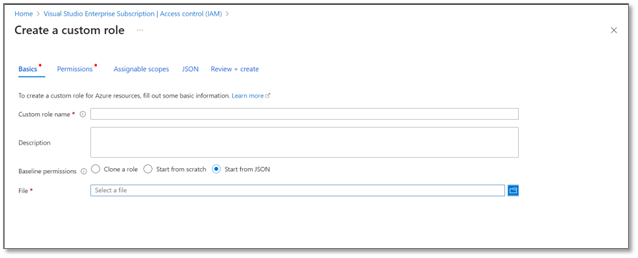 Home > Visual Studio Enterprise Subscription | Access control (IAM) >
Create a custom role ...
Basics Permissions Assignable scopes JSON Review + create
To create a custom role for Azure resources, fill out some basic information. Learn more
Custom role name *
Description
Baseline permissions Clone a role Start from scratch Start from JSON
File * Select a file